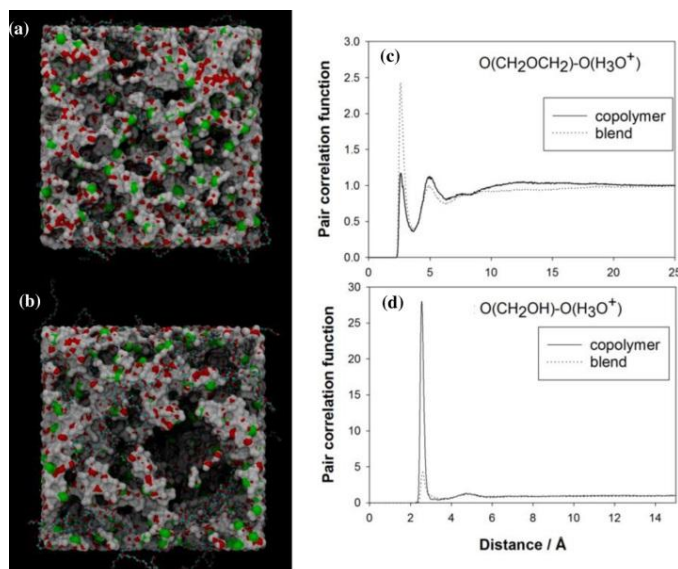 (a)
(b)
(c)
O(CH2OCH2)-O(H3O+)
copolymer
blend
Pair correlation function
3.0
2.5
2.0
1.5
1.0
0.5
0.0
0 5 10 15 20 25
(d)
O(CH2OH)-O(H3O+)
copolymer
blend
Pair correlation function
30
25
20
15
10
5
0
0 2 4 6 8 10 12 14
Distance / Å